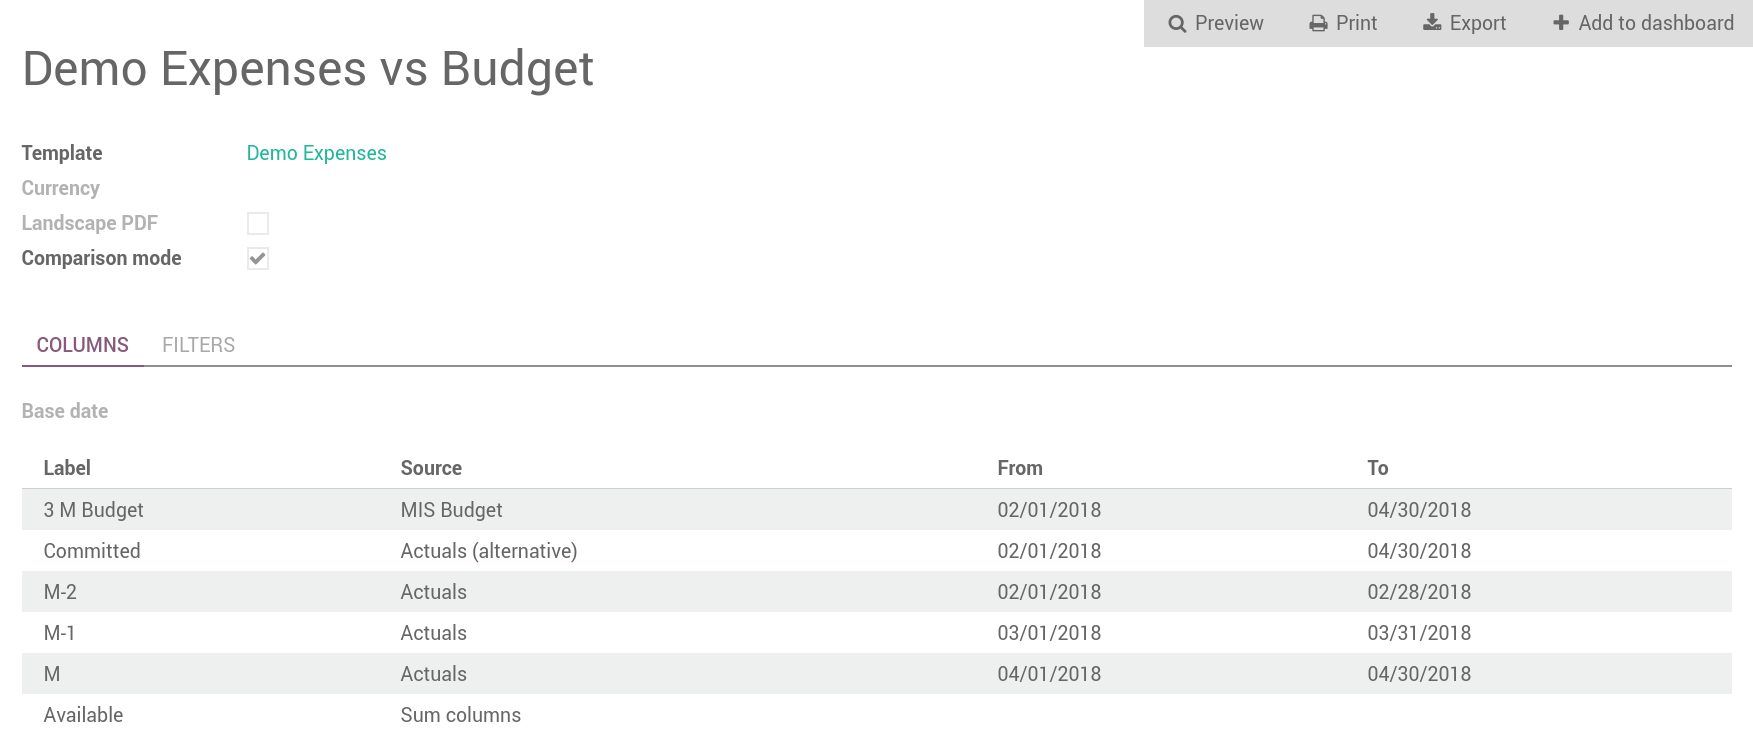 Preview Print Export Add to dashboard
Demo Expenses vs Budget
Template Demo Expenses
Currency
Landscape PDF
Comparison mode
COLUMNS FILTERS
Base date
Label Source From To
3 M Budget MIS Budget 02/01/2018 04/30/2018
Committed Actuals (alternative) 02/01/2018 04/30/2018
M-2 Actuals 02/01/2018 02/28/2018
M-1 Actuals 03/01/2018 03/31/2018
M Actuals 04/01/2018 04/30/2018
Available Sum columns